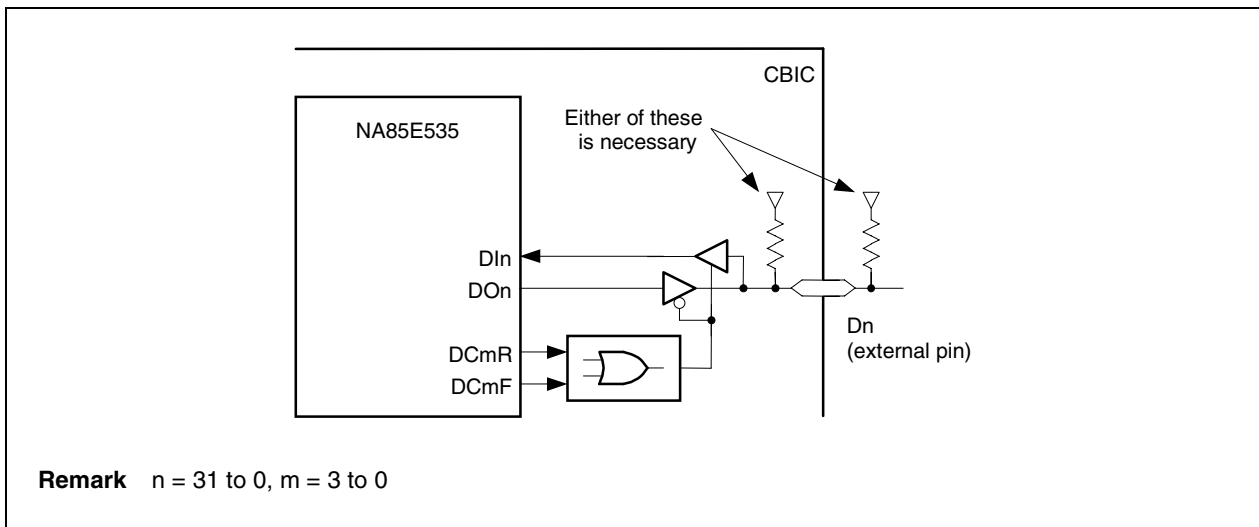 CBIC
NA85E535
Either of these
is necessary
DIn
DOn
DCmR
DCmF
Dn
(external pin)
Remark n = 31 to 0, m = 3 to 0